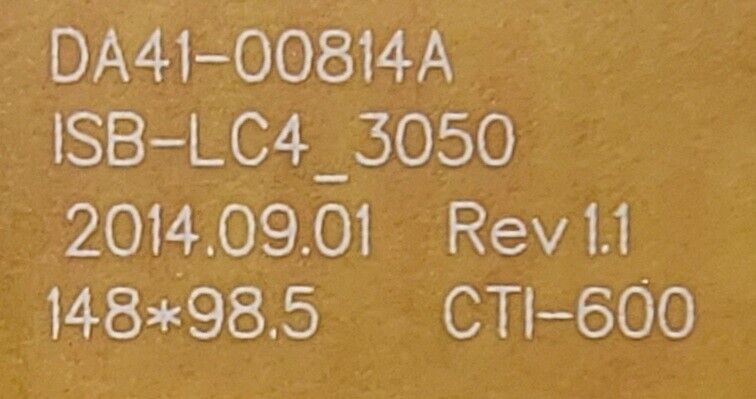 DA41-00814A
ISB-LC4_3050
2014.09.01 Rev 1.1
148*98.5 CTI-600